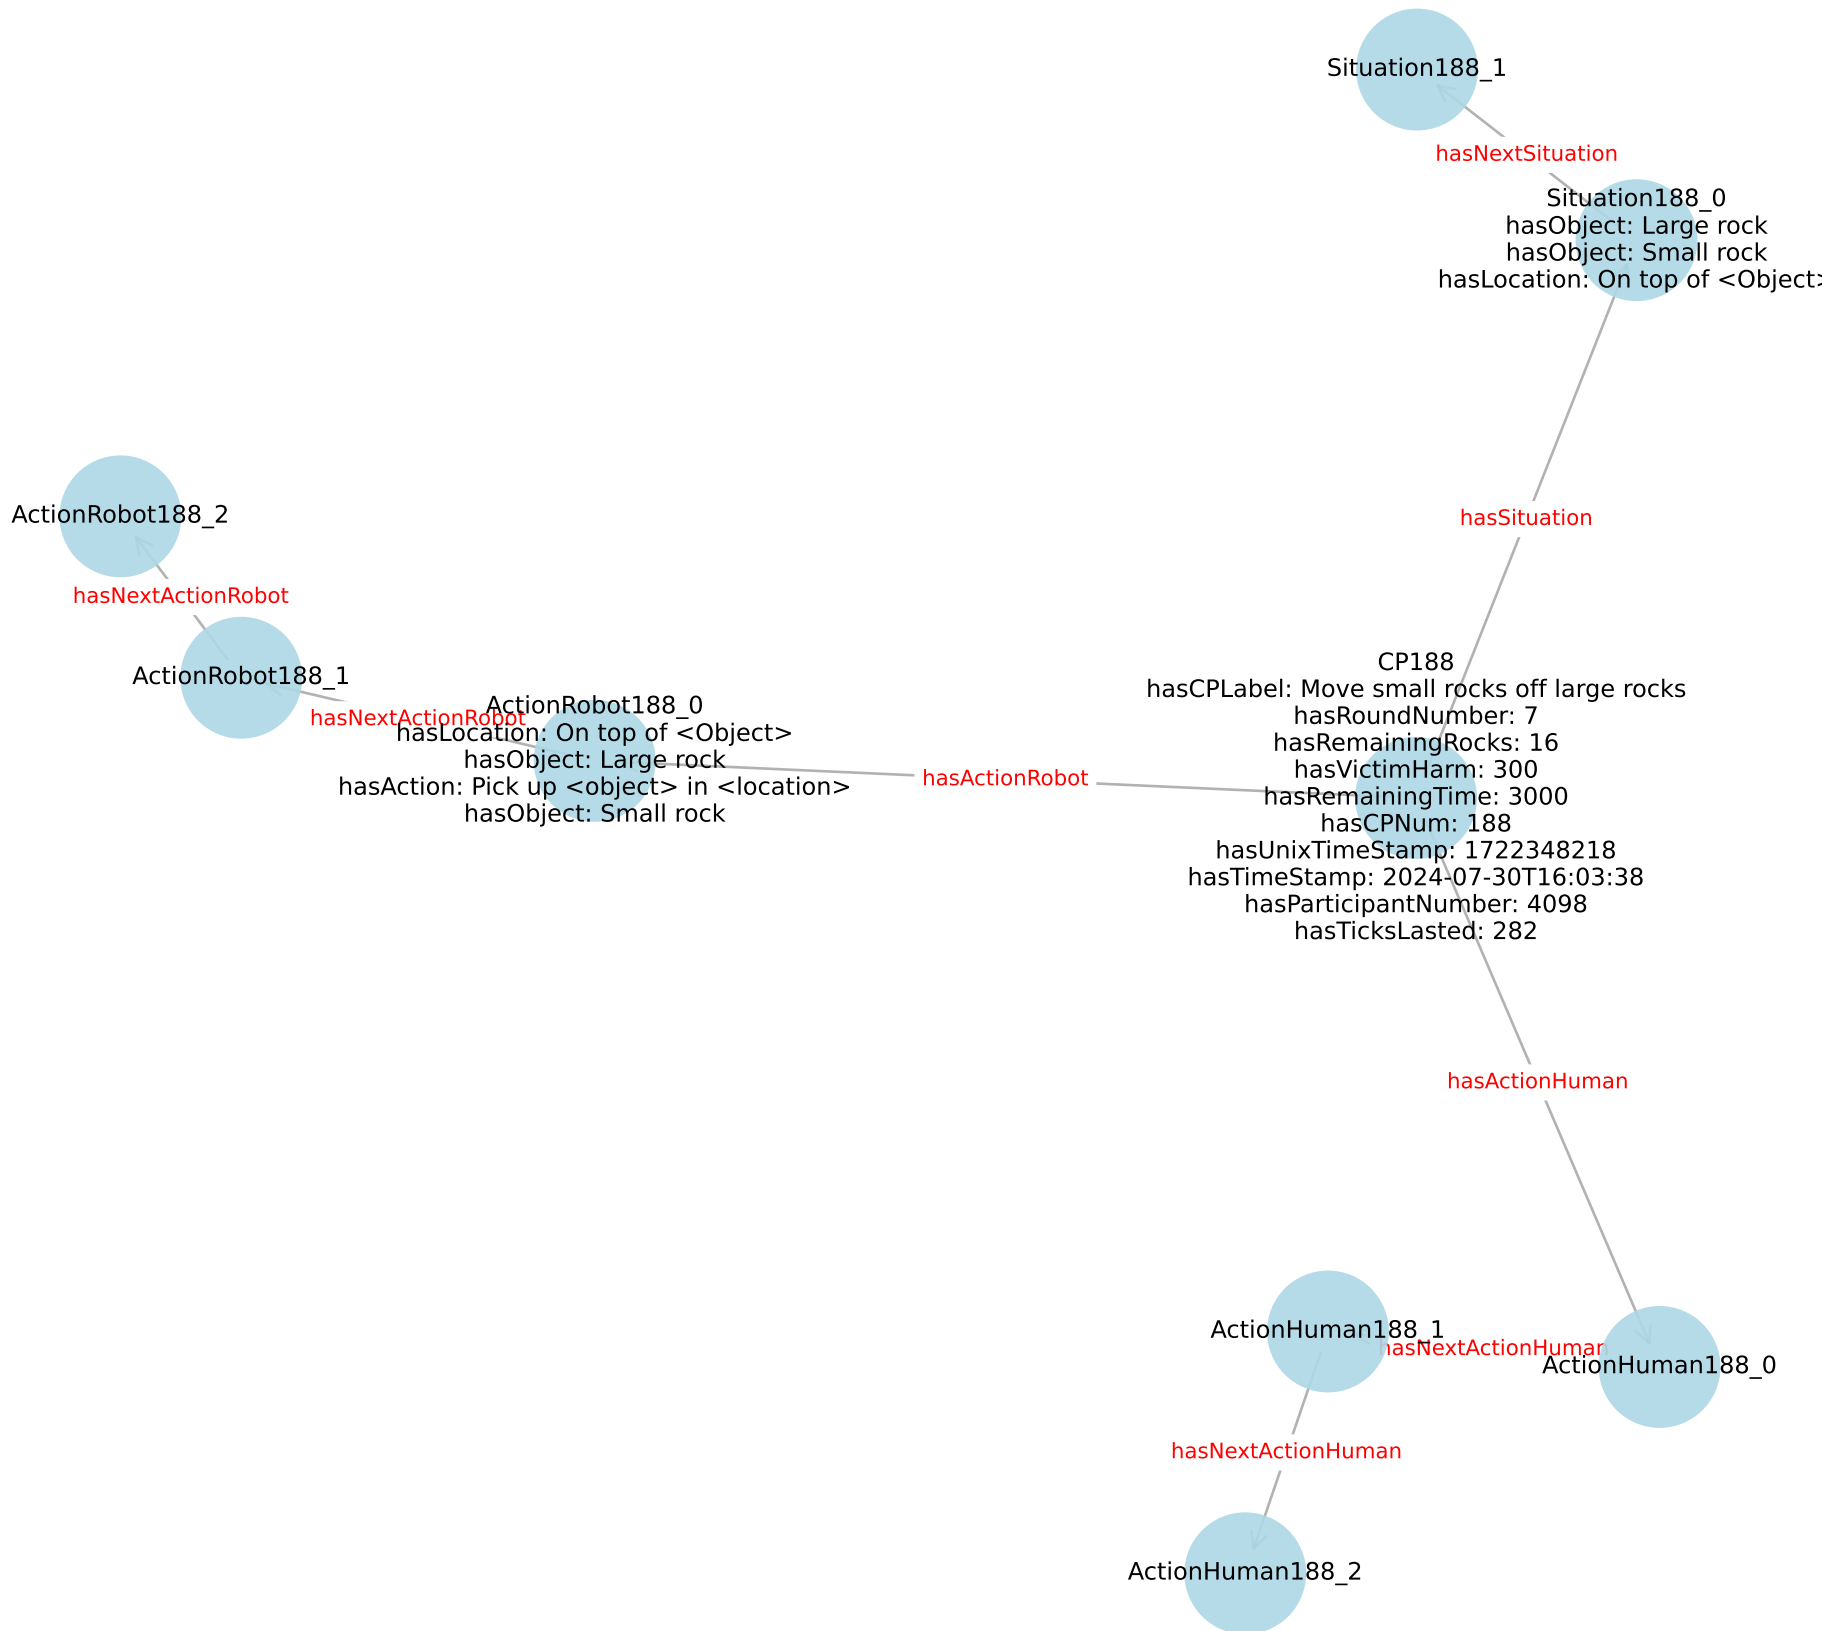 Situation188_1
hasNextSituation
Situation188_0
hasObject: Large rock
hasObject: Small rock
hasLocation: On top of <Object>
ActionRobot188_2
hasSituation
hasNextActionRobot
ActionRobot188_1
hasNextActionRobot
ActionRobot188_0
hasLocation: On top of <Object>
hasObject: Large rock
hasAction: Pick up <object> in <location>
hasObject: Small rock
hasActionRobot
CP188
hasCPLabel: Move small rocks off large rocks
hasRoundNumber: 7
hasRemainingRocks: 16
hasVictimHarm: 300
hasRemainingTime: 3000
hasCPNum: 188
hasUnixTimeStamp: 1722348218
hasTimeStamp: 2024-07-30T16:03:38
hasParticipantNumber: 4098
hasTicksLasted: 282
hasActionHuman
ActionHuman188_1
hasNextActionHuman
ActionHuman188_0
hasNextActionHuman
ActionHuman188_2